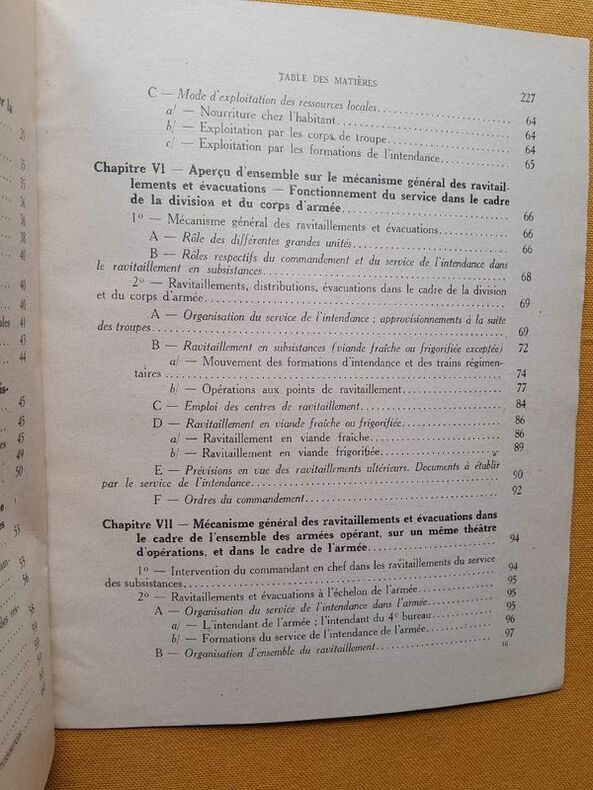 TABLE DES MATIÈRES
227
C — Mode d'exploitation des ressources locales
a/ — Nourriture chez l'habitant 64
b/ — Exploitation par les corps de troupe 64
c/ — Exploitation par les formations de l'intendance 65
Chapitre VI — Aperçu d'ensemble sur le mécanisme général des ravitail-
lements et évacuations — Fonctionnement du service dans le cadre
de la division et du corps d'armée 66
1º — Mécanisme général des ravitaillements et évacuations 66
A — Rôle des différentes grandes unités 66
B — Rôles respectifs du commandement et du service de l'intendance dans
le ravitaillement en subsistances 68
2º — Ravitaillements, distributions, évacuations dans le cadre de la division
et du corps d'armée 69
A — Organisation du service de l'intendance ; approvisionnements à la suite
des troupes 69
B — Ravitaillement en subsistances (viande fraîche ou frigorifiée exceptée) 72
a/ — Mouvement des formations d'intendance et des trains régimen-
taires 74
b/ — Opérations aux points de ravitaillement 77
C — Emploi des centres de ravitaillement 84
D — Ravitaillement en viande fraîche ou frigorifiée 86
a/ — Ravitaillement en viande fraîche 86
b/ — Ravitaillement en viande frigorifiée 89
E — Prévisions en vue des ravitaillements ultérieurs. Documents à établir
par le service de l'intendance 90
F — Ordres du commandement 92
Chapitre VII — Mécanisme général des ravitaillements et évacuations dans
le cadre de l'ensemble des armées opérant, sur un même théâtre
d'opérations, et dans le cadre de l'armée 94
1º — Intervention du commandant en chef dans les ravitaillements du service
des subsistances 94
2º — Ravitaillements et évacuations à l'échelon de l'armée 95
A — Organisation du service de l'intendance dans l'armée 95
a/ — L'intendant de l'armée ; l'intendant du 4e bureau 95
b/ — Formations du service de l'intendance de l'armée 96
B — Organisation d'ensemble du ravitaillement 97
16